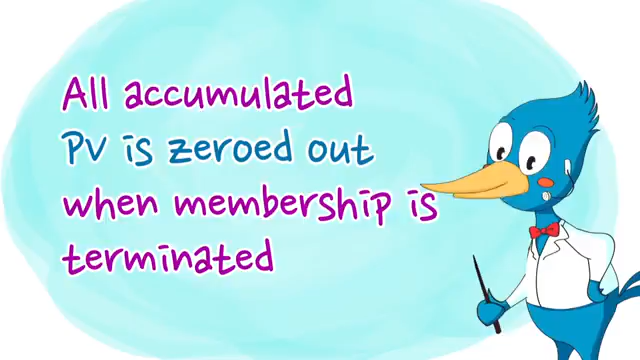 All accumulated
PV is zeroed out
when membership is
terminated